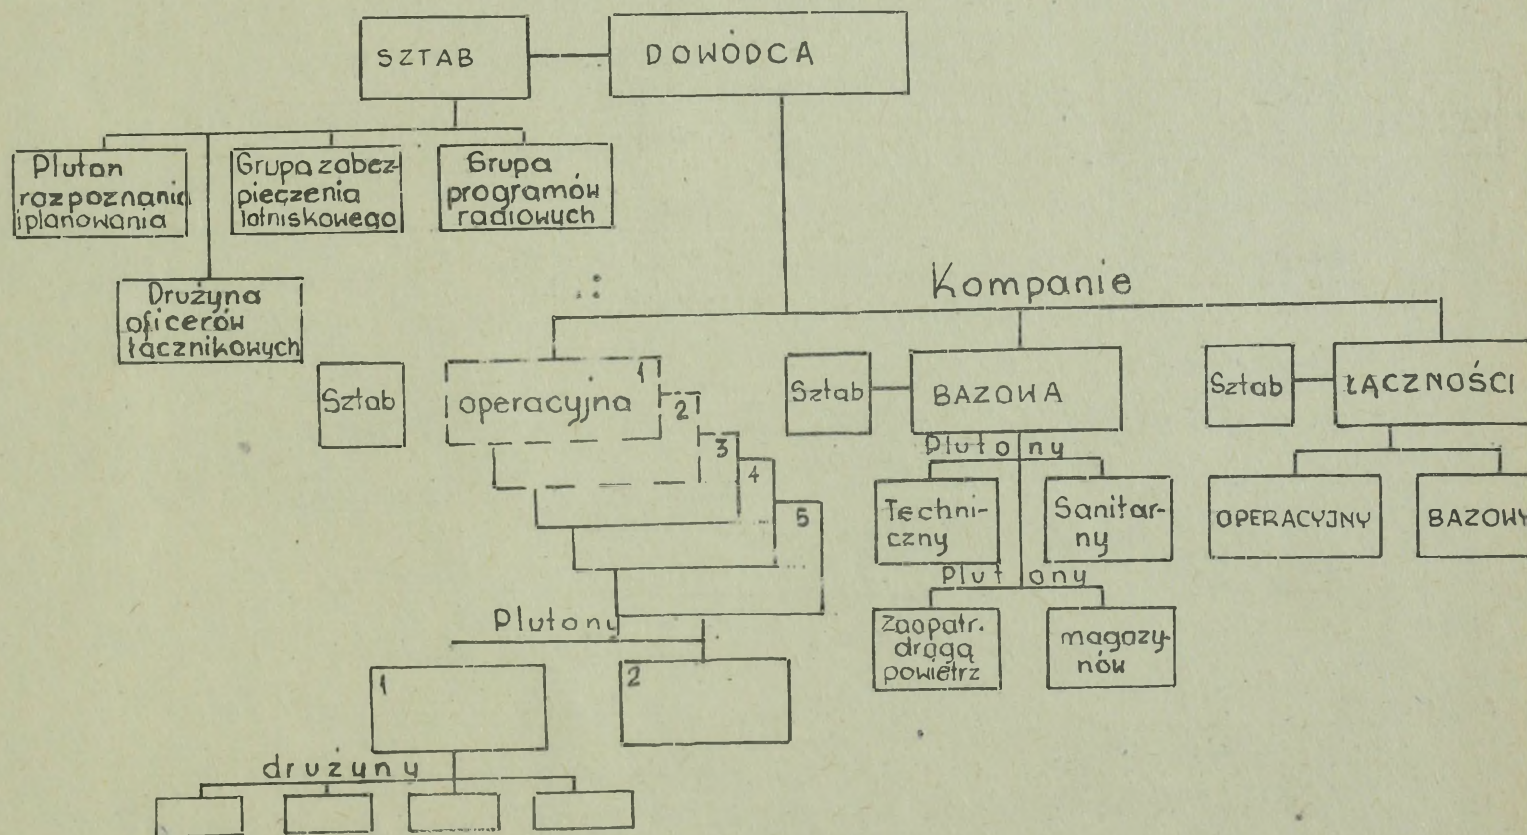 SZTAB
DOWÓDCA
Pluton
rozpoznania
i planowania
Grupa zabez-
pieczenia
lotniskowego
Grupa
programów
radiowych
Drużyna
oficerów
łącznikowych
Kompanie
Sztab
operacyjna
1
2
3
4
5
Sztab
BAZOWA
Sztab
ŁĄCZNOŚCI
Plutony
Techni-
czny
Sanitar-
ny
OPERACYJNY
BAZOWY
Plutony
Zaopatr.
drogą
powietrz
magazy-
nów
Plutony
1
2
drużyny